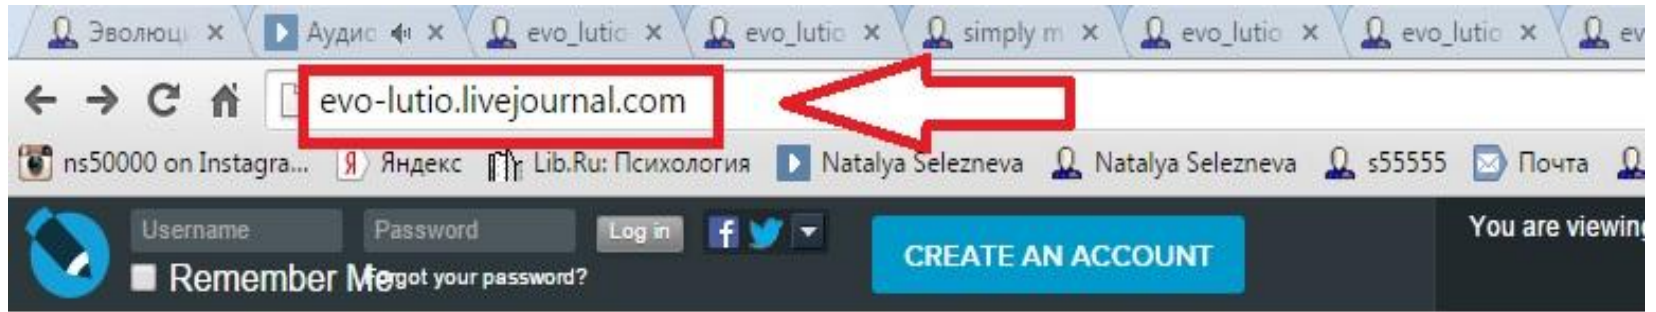 Эволюц Аудио evo_lutio evo_lutio simply m evo_lutio evo_lutio ev
evo-lutio.livejournal.com
ns50000 on Instagra... Яндекс Lib.Ru: Психология Natalya Selezneva Natalya Selezneva s55555 Почта
Username Password Log in CREATE AN ACCOUNT You are viewing
Remember Me Forgot your password?